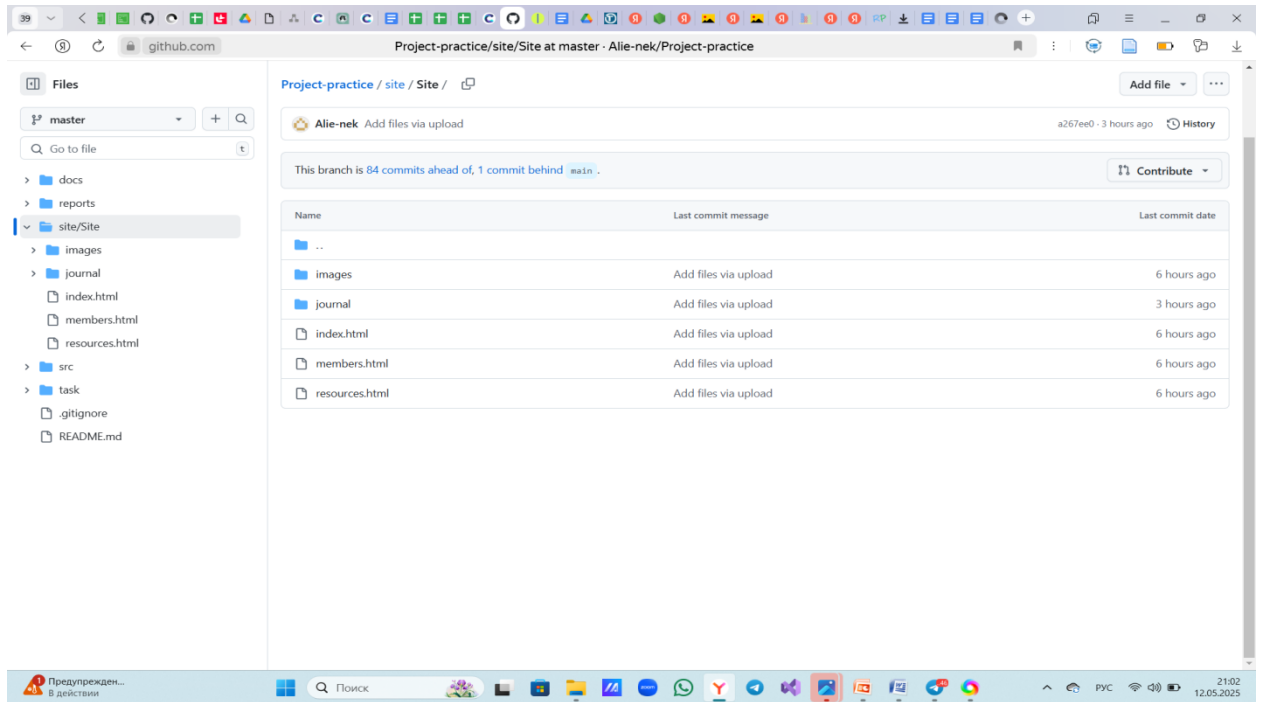 39
github.com
Project-practice/site/Site at master · Alie-nek/Project-practice
Files
master
Go to file
t
docs
reports
site/Site
images
journal
index.html
members.html
resources.html
src
task
.gitignore
README.md
Project-practice / site / Site /
Add file
Alie-nek Add files via upload
a267ee0 · 3 hours ago History
This branch is 84 commits ahead of, 1 commit behind main .
Contribute
Name Last commit message Last commit date
..
images Add files via upload 6 hours ago
journal Add files via upload 3 hours ago
index.html Add files via upload 6 hours ago
members.html Add files via upload 6 hours ago
resources.html Add files via upload 6 hours ago
1
Предупрежден...
В действии
Поиск
РУС
21:02
12.05.2025